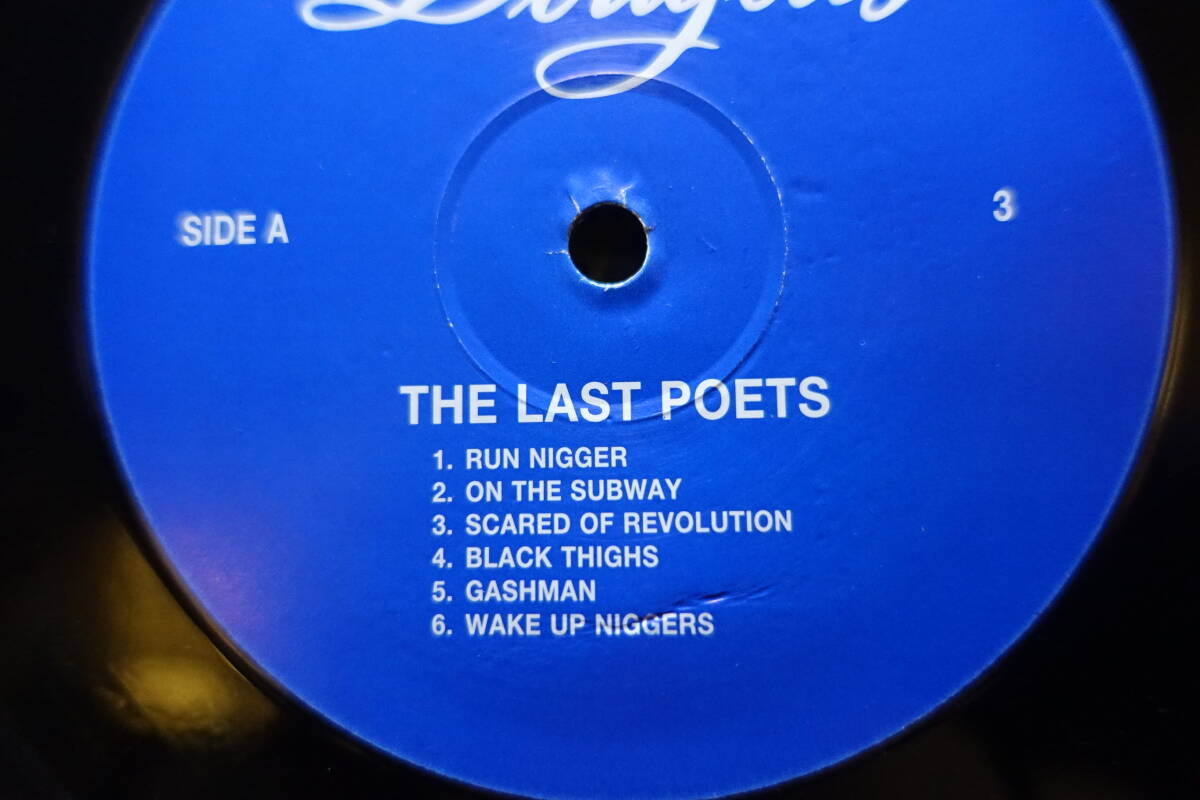 Douglas
SIDE A
3
THE LAST POETS
1. RUN NIGGER
2. ON THE SUBWAY
3. SCARED OF REVOLUTION
4. BLACK THIGHS
5. GASHMAN
6. WAKE UP NIGGERS